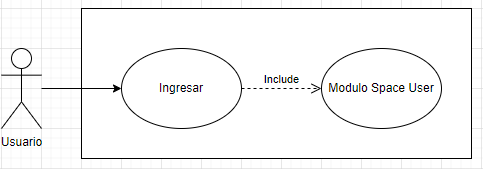 Include
Ingresar
Modulo Space User
Usuario